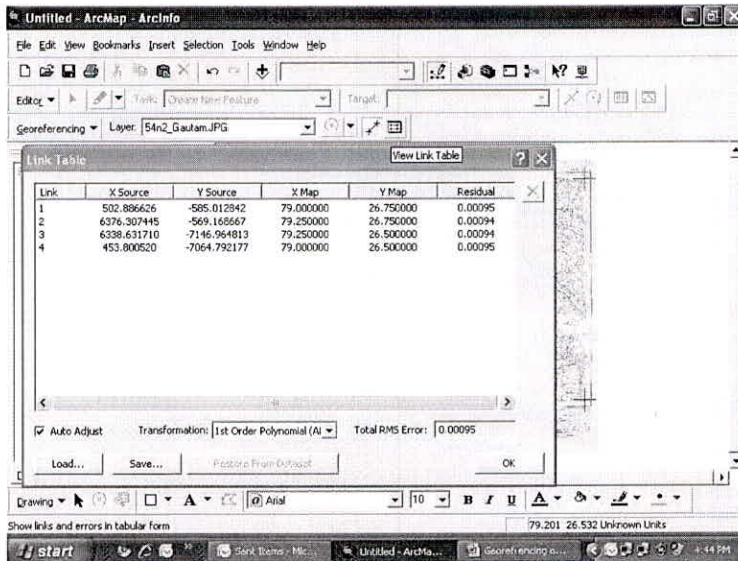 Untitled - ArcMap - ArcInfo
File Edit View Bookmarks Insert Selection Tools Window Help
Editor Task: Create New Feature Target:
Georeferencing Layer: 54n2_Gautam.JPG
View Link Table
Link Table
Link X Source Y Source X Map Y Map Residual
1 502.886626 -585.012842 79.000000 26.750000 0.00095
2 6376.307445 -569.168667 79.250000 26.750000 0.00094
3 6338.631710 -7146.964813 79.250000 26.500000 0.00094
4 453.800520 -7064.792177 79.000000 26.500000 0.00095
Auto Adjust Transformation: 1st Order Polynomial (Al Total RMS Error: 0.00095
Load... Save... Restore From Dataset OK
Drawing A Arial 10 B I U A
Show links and errors in tabular form 79.201 26.532 Unknown Units
start Sent Items - Mic... Untitled - ArcMa... Georefrencing o... 4:44 PM